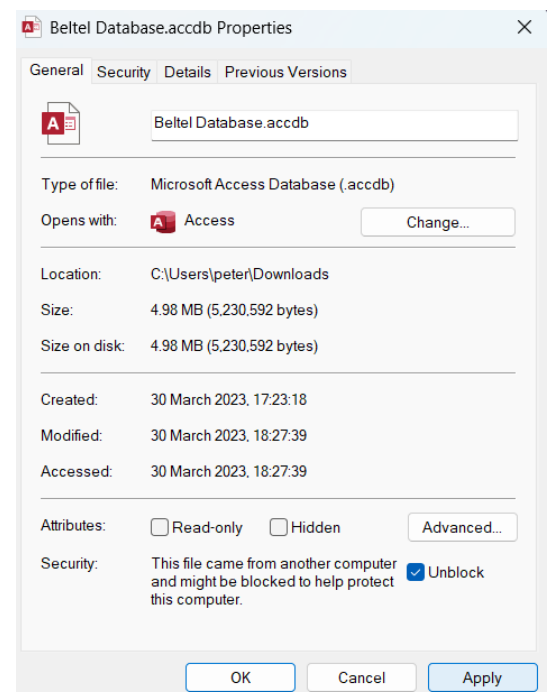 Beltel Database.accdb Properties
General Security Details Previous Versions
Beltel Database.accdb
Type of file: Microsoft Access Database (.accdb)
Opens with: Access Change...
Location: C:\Users\peter\Downloads
Size: 4.98 MB (5,230,592 bytes)
Size on disk: 4.98 MB (5,230,592 bytes)
Created: 30 March 2023, 17:23:18
Modified: 30 March 2023, 18:27:39
Accessed: 30 March 2023, 18:27:39
Attributes: Read-only Hidden Advanced...
Security: This file came from another computer
and might be blocked to help protect Unblock
this computer.
OK Cancel Apply